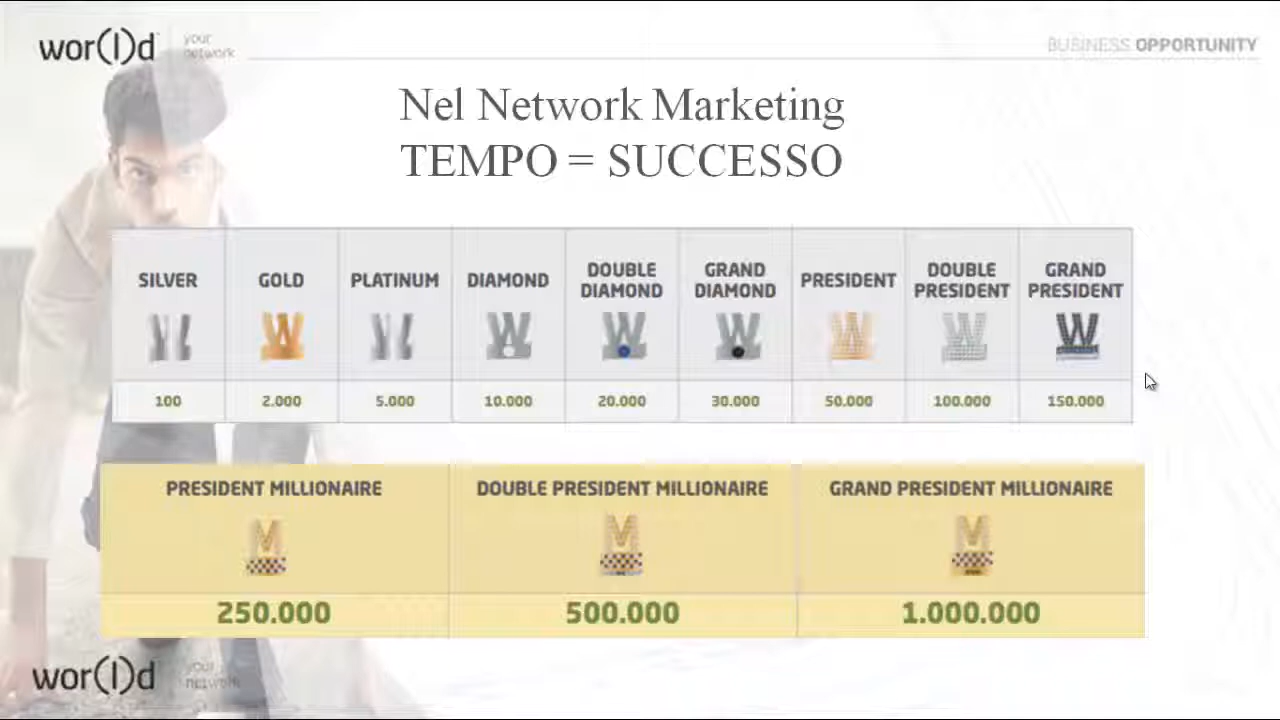 wor(l)d your network
BUSINESS OPPORTUNITY
Nel Network Marketing
TEMPO = SUCCESSO
SILVER GOLD PLATINUM DIAMOND DOUBLE DIAMOND GRAND DIAMOND PRESIDENT DOUBLE PRESIDENT GRAND PRESIDENT
100 2.000 5.000 10.000 20.000 30.000 50.000 100.000 150.000
PRESIDENT MILLIONAIRE DOUBLE PRESIDENT MILLIONAIRE GRAND PRESIDENT MILLIONAIRE
250.000 500.000 1.000.000
wor(l)d your network